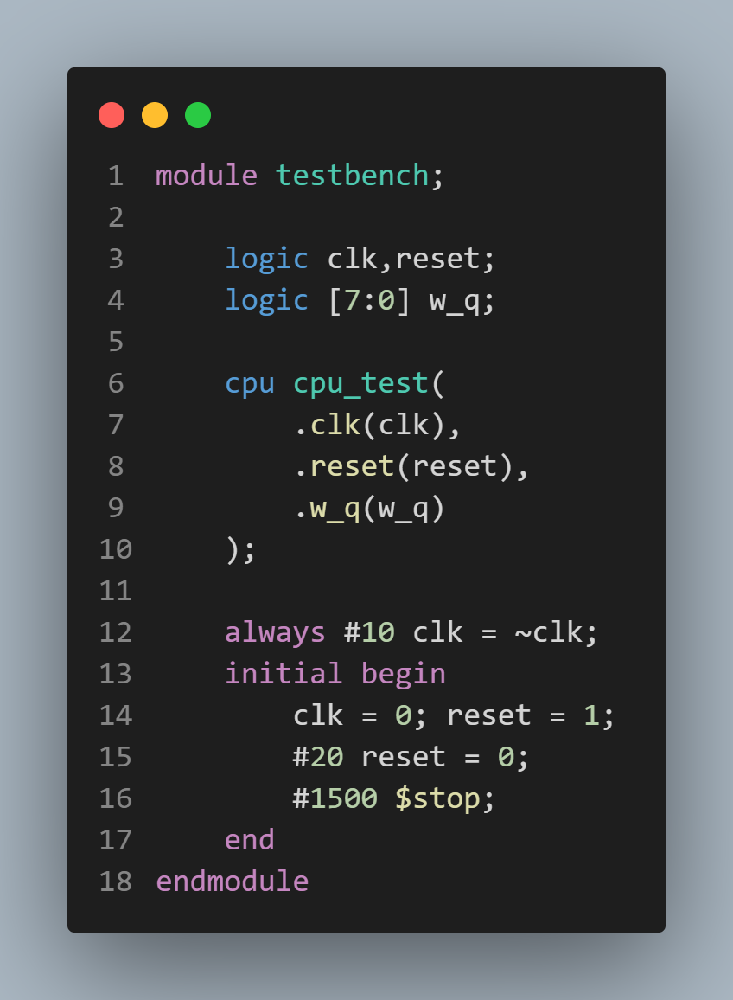 1 module testbench;
2
3     logic clk,reset;
4     logic [7:0] w_q;
5
6     cpu cpu_test(
7         .clk(clk),
8         .reset(reset),
9         .w_q(w_q)
10     );
11
12     always #10 clk = ~clk;
13     initial begin
14         clk = 0; reset = 1;
15         #20 reset = 0;
16         #1500 $stop;
17     end
18 endmodule